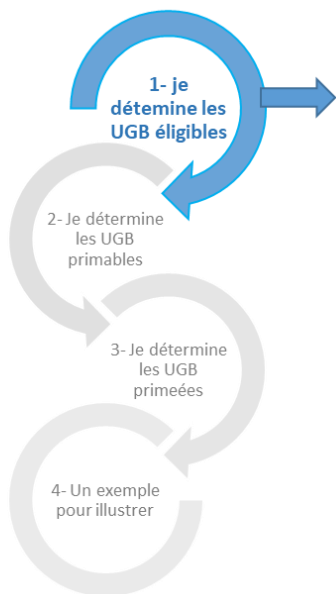 1- je
détemine les
UGB éligibles
2- Je détermine
les UGB
primables
3- Je détermine
les UGB
primeées
4- Un exemple
pour illustrer